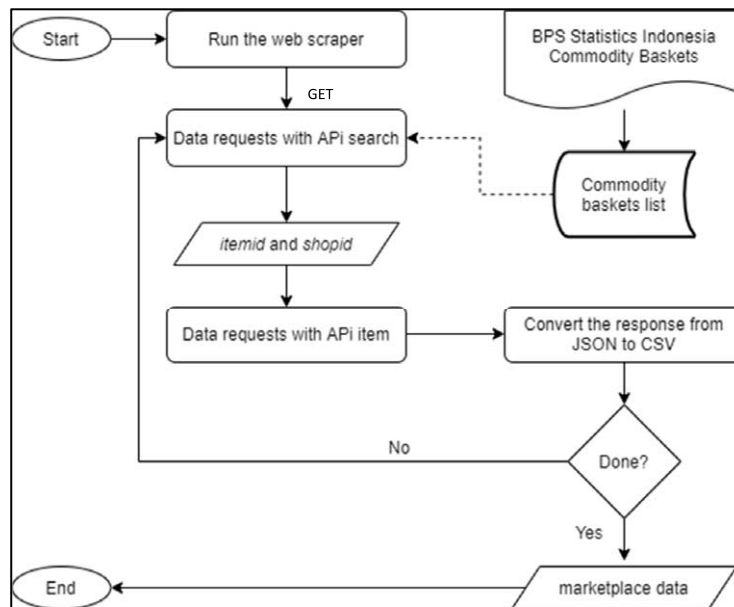 Start
Run the web scraper
BPS Statistics Indonesia
Commodity Baskets
GET
Data requests with APi search
Commodity
baskets list
itemid and shopid
Data requests with APi item
Convert the response from
JSON to CSV
No
Done?
Yes
End
marketplace data